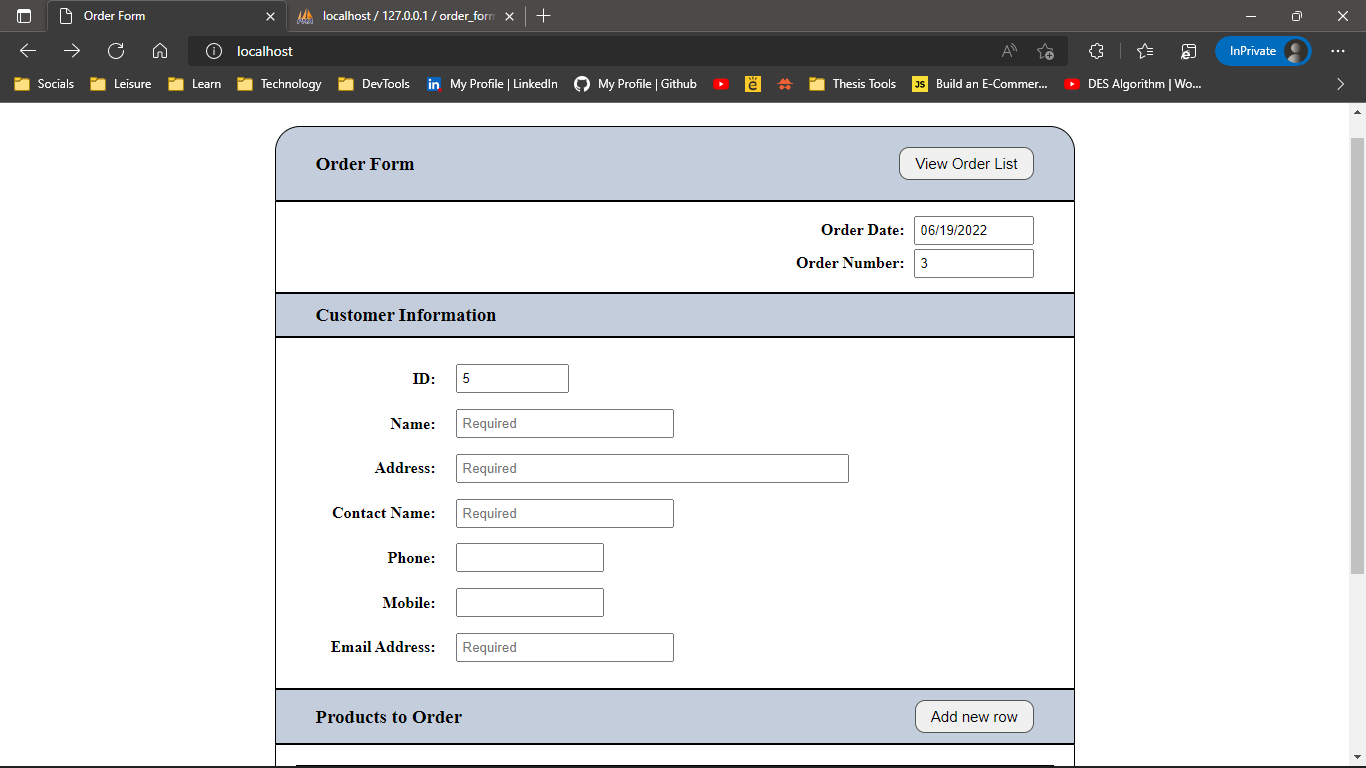 Order Form
localhost / 127.0.0.1 / order_form
localhost
InPrivate
Socials
Leisure
Learn
Technology
DevTools
in My Profile | LinkedIn
My Profile | Github
ė
Thesis Tools
JS Build an E-Commer...
DES Algorithm | Wo...
Order Form
View Order List
Order Date: 06/19/2022
Order Number: 3
Customer Information
ID: 5
Name: Required
Address: Required
Contact Name: Required
Phone:
Mobile:
Email Address: Required
Products to Order
Add new row